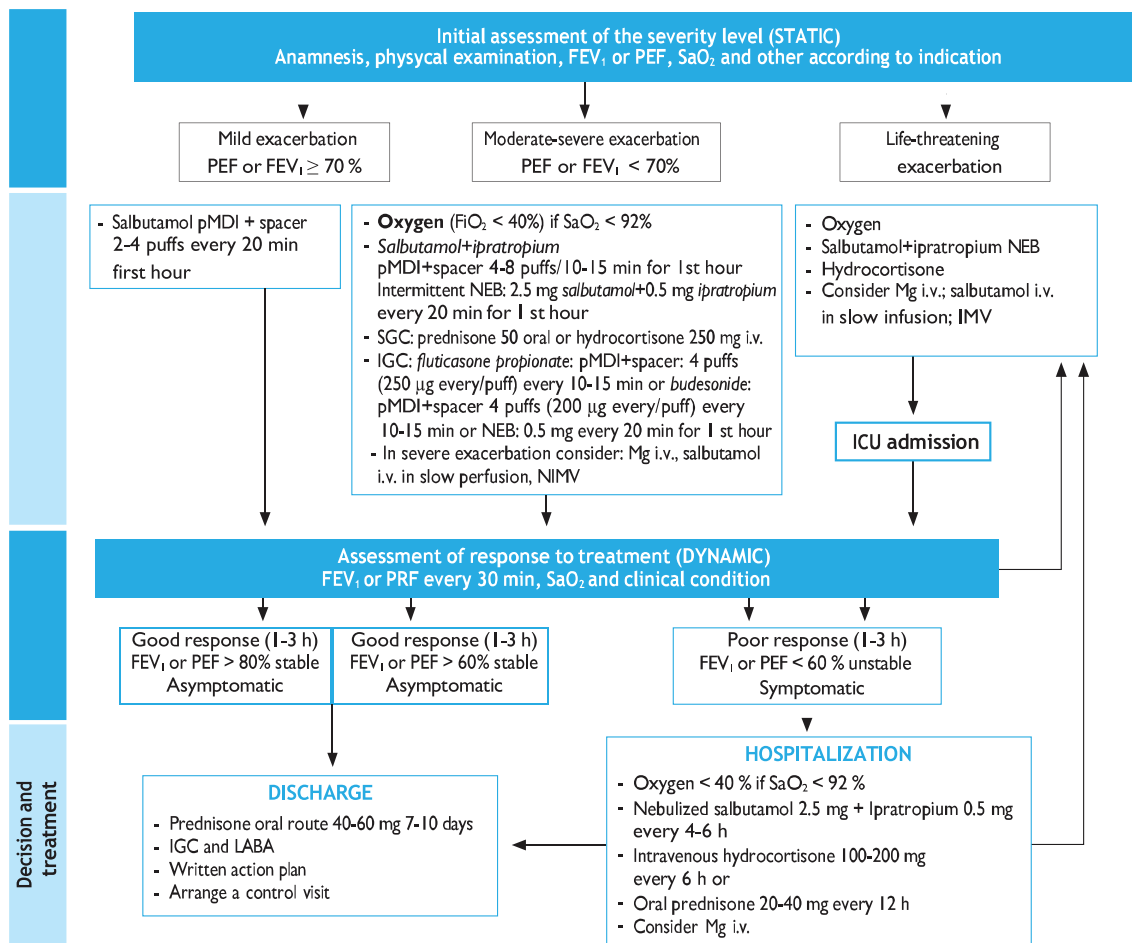 Initial assessment of the severity level (STATIC)
Anamnesis, physycal examination, FEV₁ or PEF, SaO₂ and other according to indication
Mild exacerbation
PEF or FEV₁ ≥ 70 %
Moderate-severe exacerbation
PEF or FEV₁ < 70%
Life-threatening
exacerbation
- Salbutamol pMDI + spacer
2-4 puffs every 20 min
first hour
- Oxygen (FiO₂ < 40%) if SaO₂ < 92%
- Salbutamol+ipratropium
pMDI+spacer 4-8 puffs/10-15 min for 1st hour
Intermittent NEB: 2.5 mg salbutamol+0.5 mg ipratropium
every 20 min for 1 st hour
- SGC: prednisone 50 oral or hydrocortisone 250 mg i.v.
- IGC: fluticasone propionate: pMDI+spacer: 4 puffs
(250 µg every/puff) every 10-15 min or budesonide:
pMDI+spacer 4 puffs (200 µg every/puff) every
10-15 min or NEB: 0.5 mg every 20 min for 1 st hour
- In severe exacerbation consider: Mg i.v., salbutamol
i.v. in slow perfusion, NIMV
- Oxygen
- Salbutamol+ipratropium NEB
- Hydrocortisone
- Consider Mg i.v.; salbutamol i.v.
in slow infusion; IMV
ICU admission
Assessment of response to treatment (DYNAMIC)
FEV₁ or PRF every 30 min, SaO₂ and clinical condition
Good response (1-3 h)
FEV₁ or PEF > 80% stable
Asymptomatic
Good response (1-3 h)
FEV₁ or PEF > 60% stable
Asymptomatic
Poor response (1-3 h)
FEV₁ or PEF < 60 % unstable
Symptomatic
Decision and
treatment
DISCHARGE
- Prednisone oral route 40-60 mg 7-10 days
- IGC and LABA
- Written action plan
- Arrange a control visit
HOSPITALIZATION
- Oxygen < 40 % if SaO₂ < 92 %
- Nebulized salbutamol 2.5 mg + Ipratropium 0.5 mg
every 4-6 h
- Intravenous hydrocortisone 100-200 mg
every 6 h or
- Oral prednisone 20-40 mg every 12 h
- Consider Mg i.v.